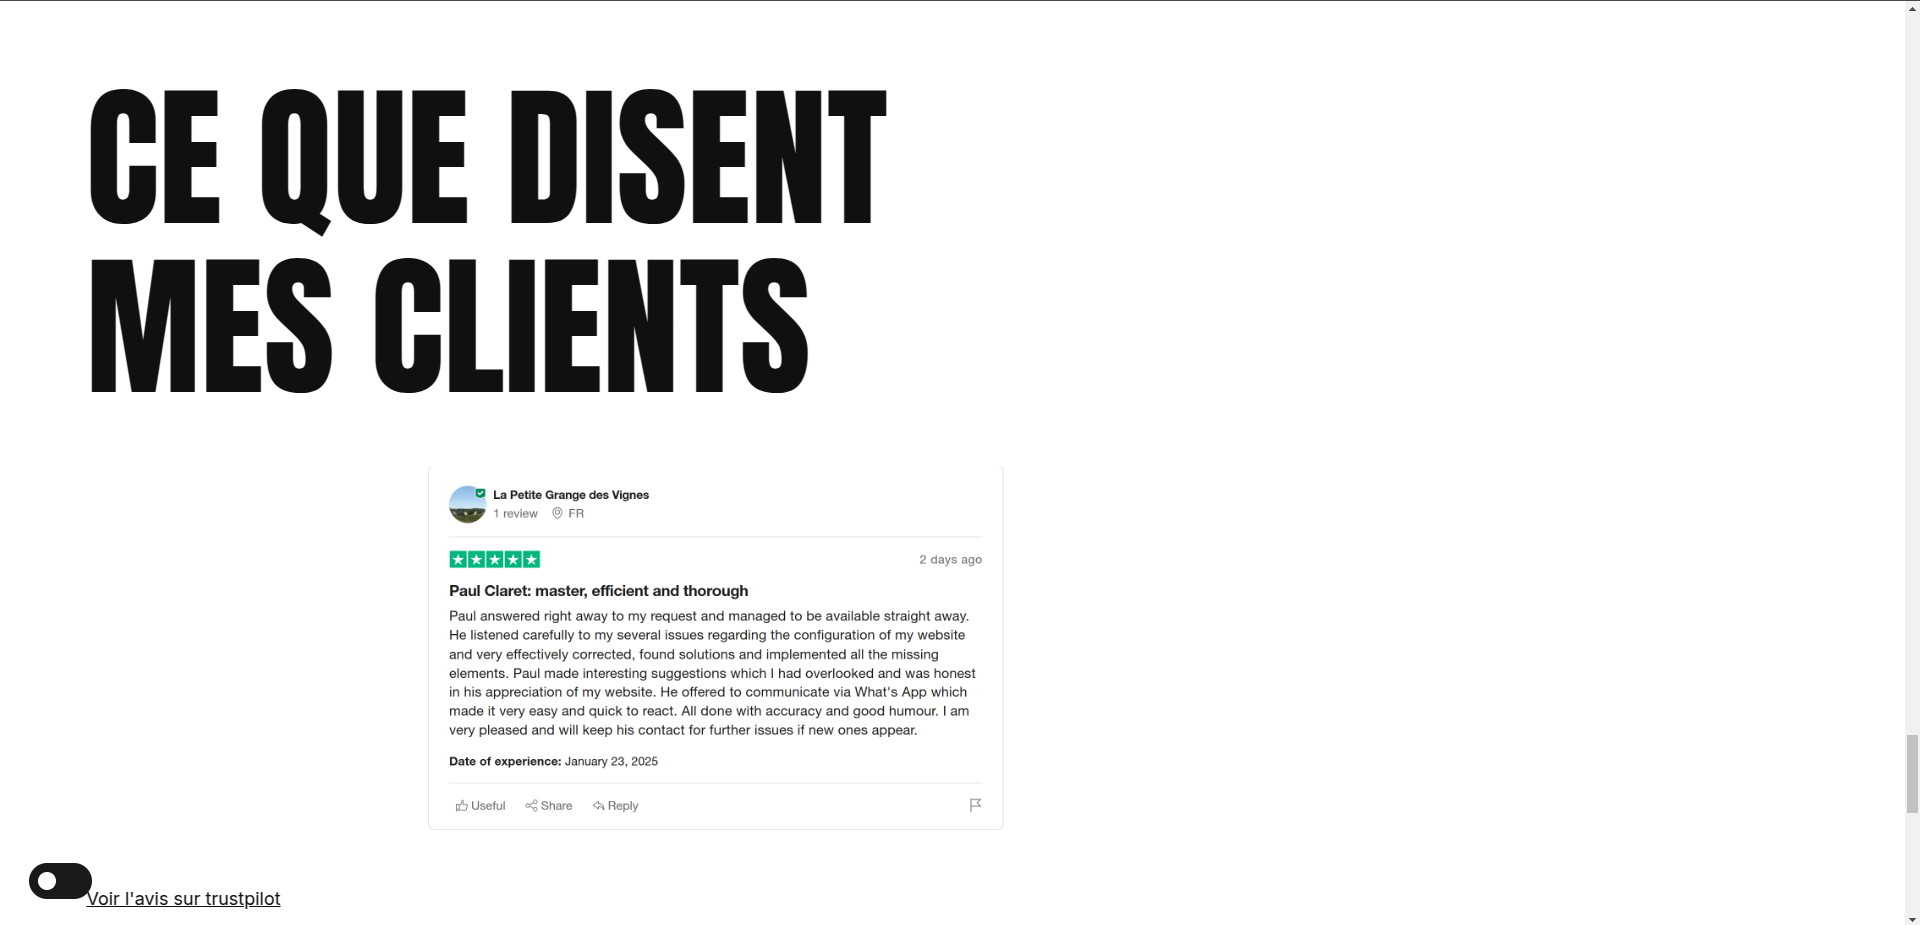 CE QUE DISENT
MES CLIENTS
La Petite Grange des Vignes
1 review FR
2 days ago
Paul Claret: master, efficient and thorough
Paul answered right away to my request and managed to be available straight away.
He listened carefully to my several issues regarding the configuration of my website
and very effectively corrected, found solutions and implemented all the missing
elements. Paul made interesting suggestions which I had overlooked and was honest
in his appreciation of my website. He offered to communicate via What's App which
made it very easy and quick to react. All done with accuracy and good humour. I am
very pleased and will keep his contact for further issues if new ones appear.
Date of experience: January 23, 2025
Useful Share Reply
Voir l'avis sur trustpilot